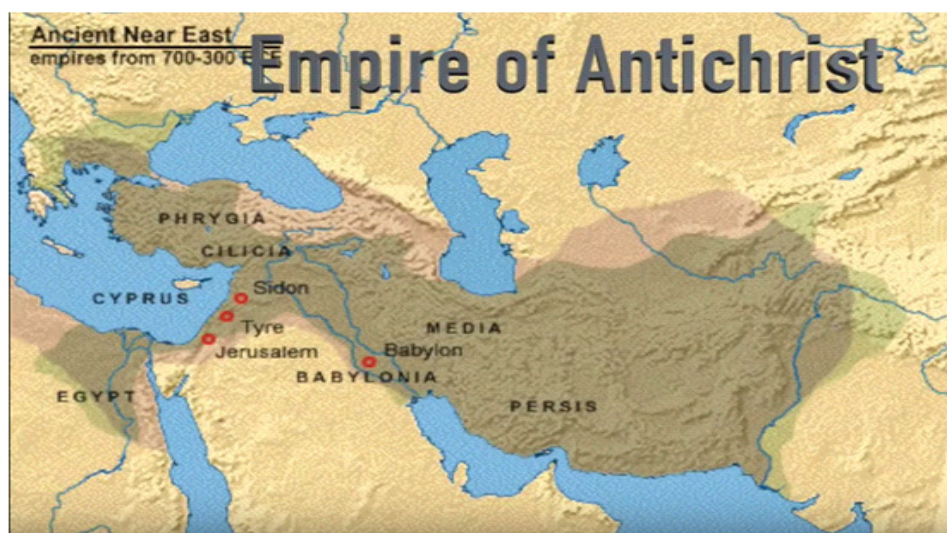 Ancient Near East
empires from 700-300
Empire of Antichrist
PHRYGIA
CILICIA
Sidon
CYPRUS
Tyre
MEDIA
Jerusalem
Babylon
BABYLONIA
EGYPT
PERSIS